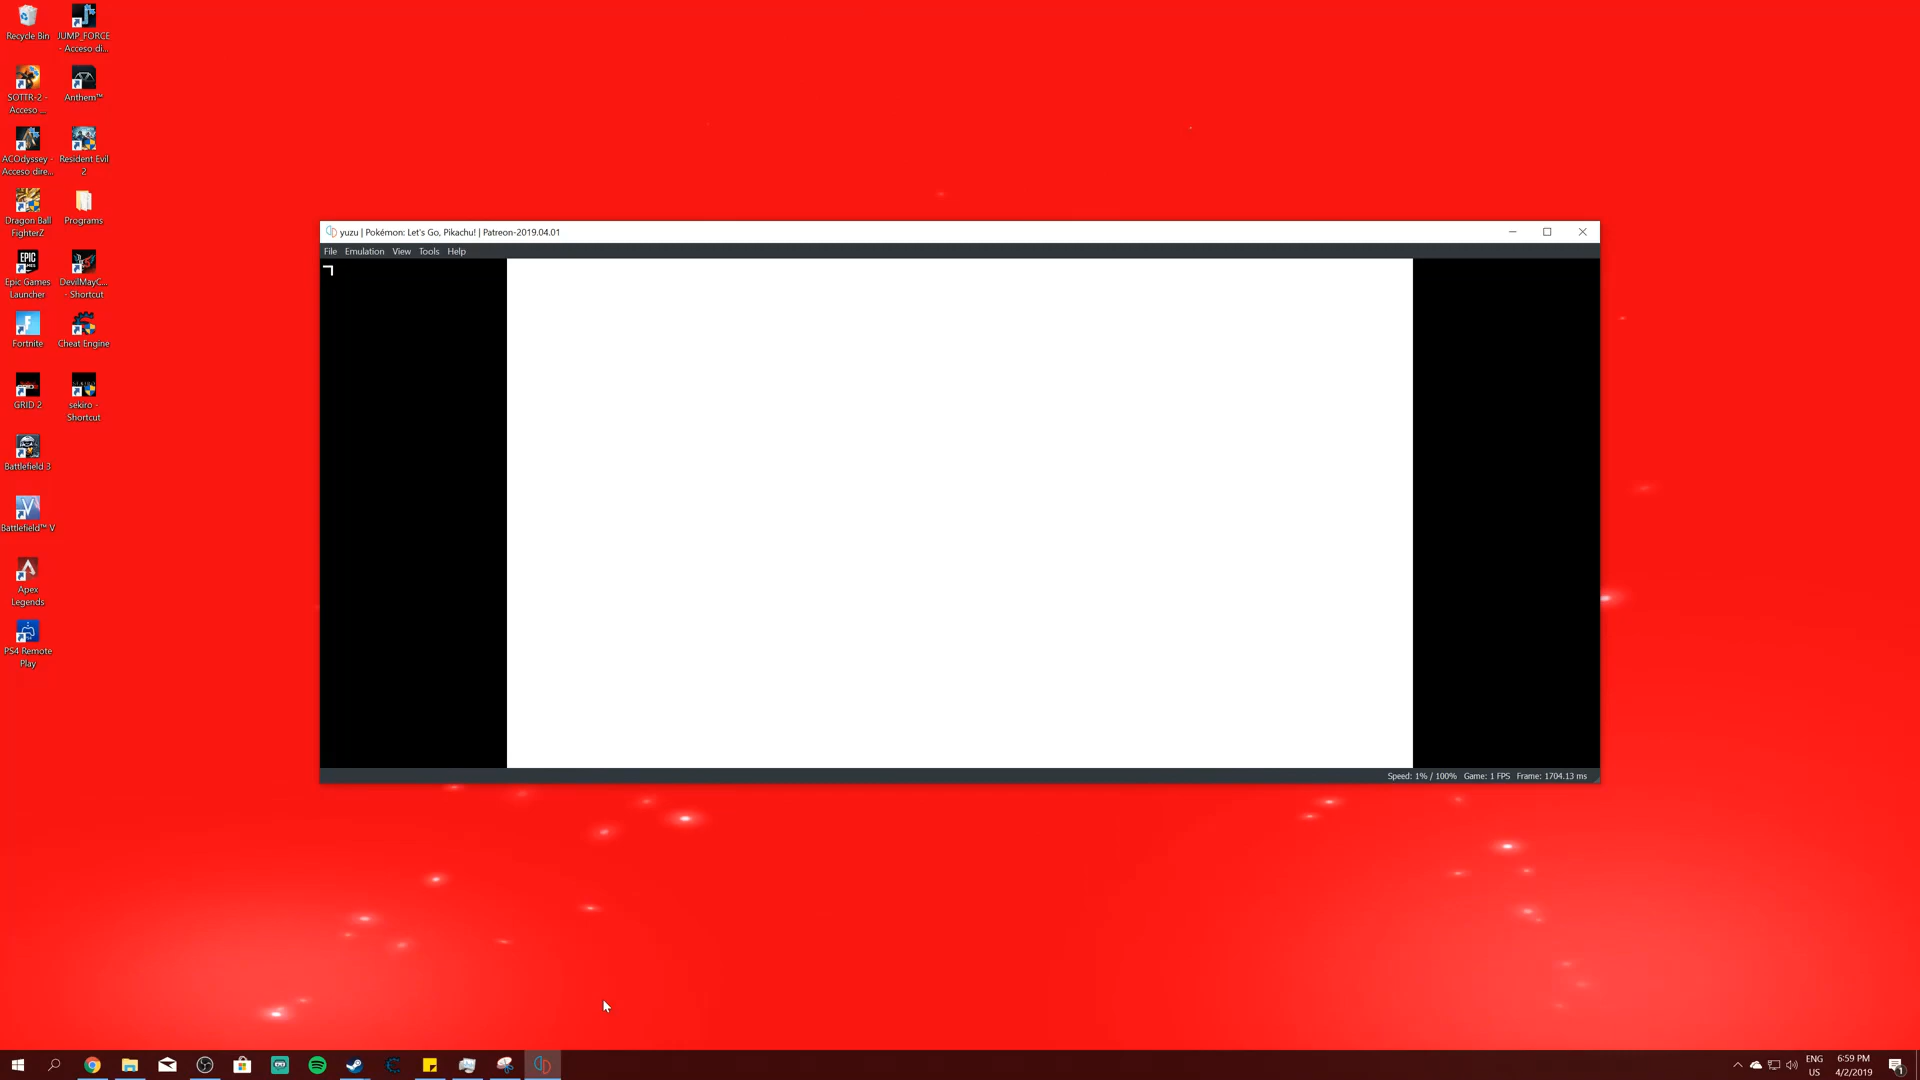 Recycle Bin
JUMP_FORCE
- Acceso di...
SOTTR-2 -
Acceso ...
Anthem™
ACOdyssey -
Acceso dire...
Resident Evil
2
Dragon Ball
FighterZ
Programs
EPIC
GAMES
Epic Games
Launcher
DevilMayC...
- Shortcut
Fortnite
Cheat Engine
GRID 2
sekiro -
Shortcut
Battlefield 3
Battlefield™ V
Apex
Legends
PS4 Remote
Play
yuzu | Pokémon: Let's Go, Pikachu! | Patreon-2019.04.01
File Emulation View Tools Help
Speed: 1% / 100% Game: 1 FPS Frame: 1704.13 ms
ENG
US
6:59 PM
4/2/2019
1